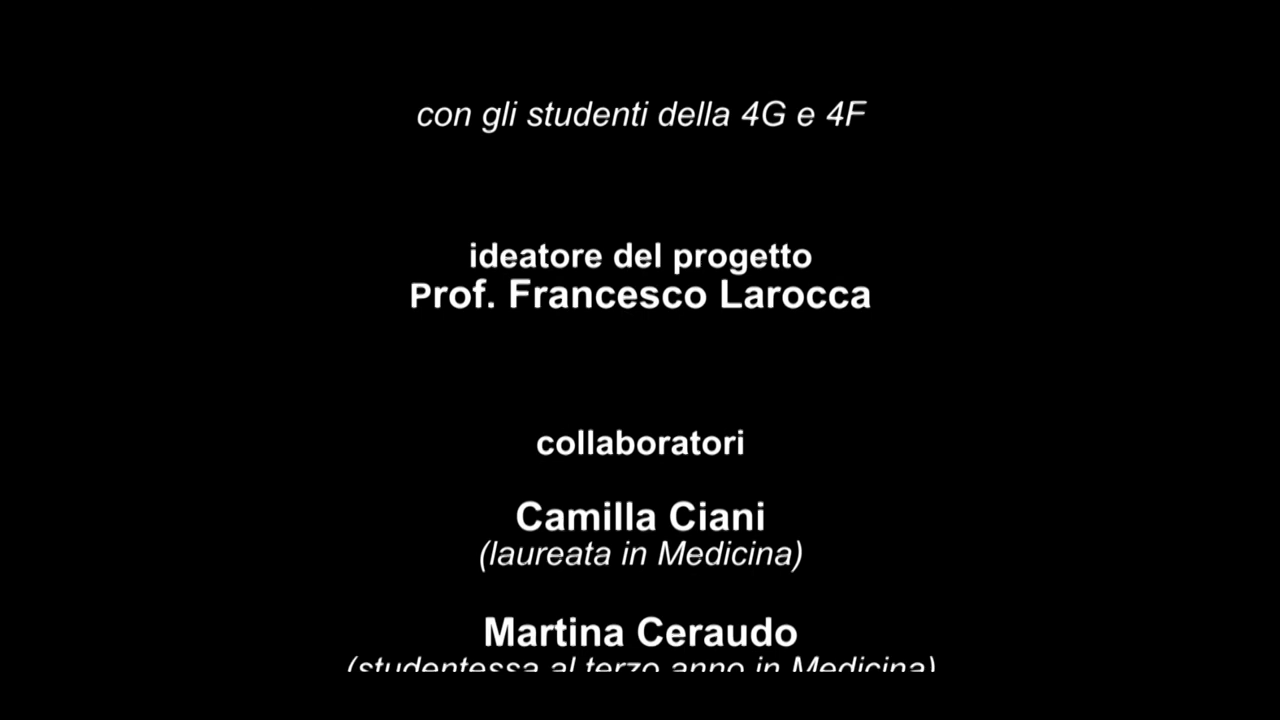 con gli studenti della 4G e 4F
ideatore del progetto
Prof. Francesco Larocca
collaboratori
Camilla Ciani
(laureata in Medicina)
Martina Ceraudo
(studentessa al terzo anno in Medicina)